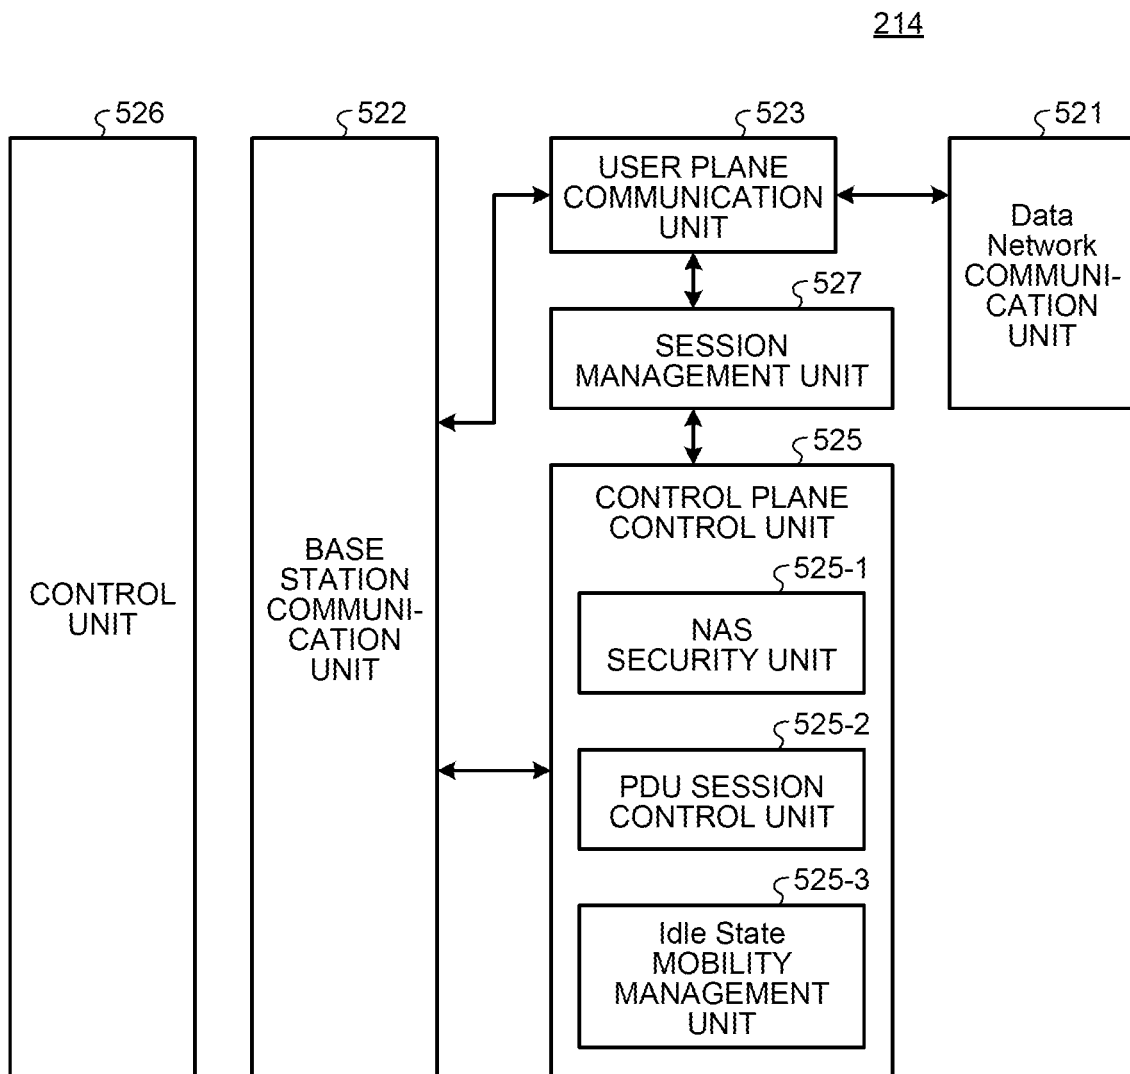 214
526
522
523
521
USER PLANE
COMMUNICATION
UNIT
Data
Network
COMMUNI-
CATION
UNIT
527
SESSION
MANAGEMENT UNIT
525
CONTROL PLANE
CONTROL UNIT
CONTROL
UNIT
BASE
STATION
COMMUNI-
CATION
UNIT
525-1
NAS
SECURITY UNIT
525-2
PDU SESSION
CONTROL UNIT
525-3
Idle State
MOBILITY
MANAGEMENT
UNIT